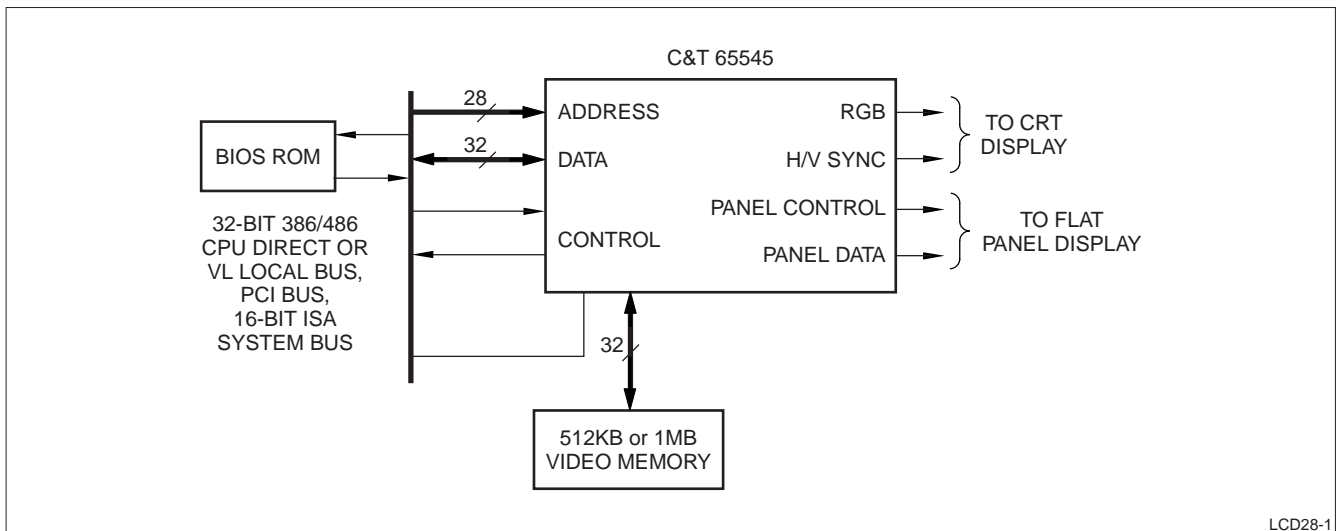 C&T 65545
28
ADDRESS
RGB
TO CRT
DISPLAY
BIOS ROM
32
DATA
H/V SYNC
PANEL CONTROL
TO FLAT
PANEL DISPLAY
32-BIT 386/486
CPU DIRECT OR
VL LOCAL BUS,
PCI BUS,
16-BIT ISA
SYSTEM BUS
CONTROL
PANEL DATA
32
512KB or 1MB
VIDEO MEMORY
LCD28-1